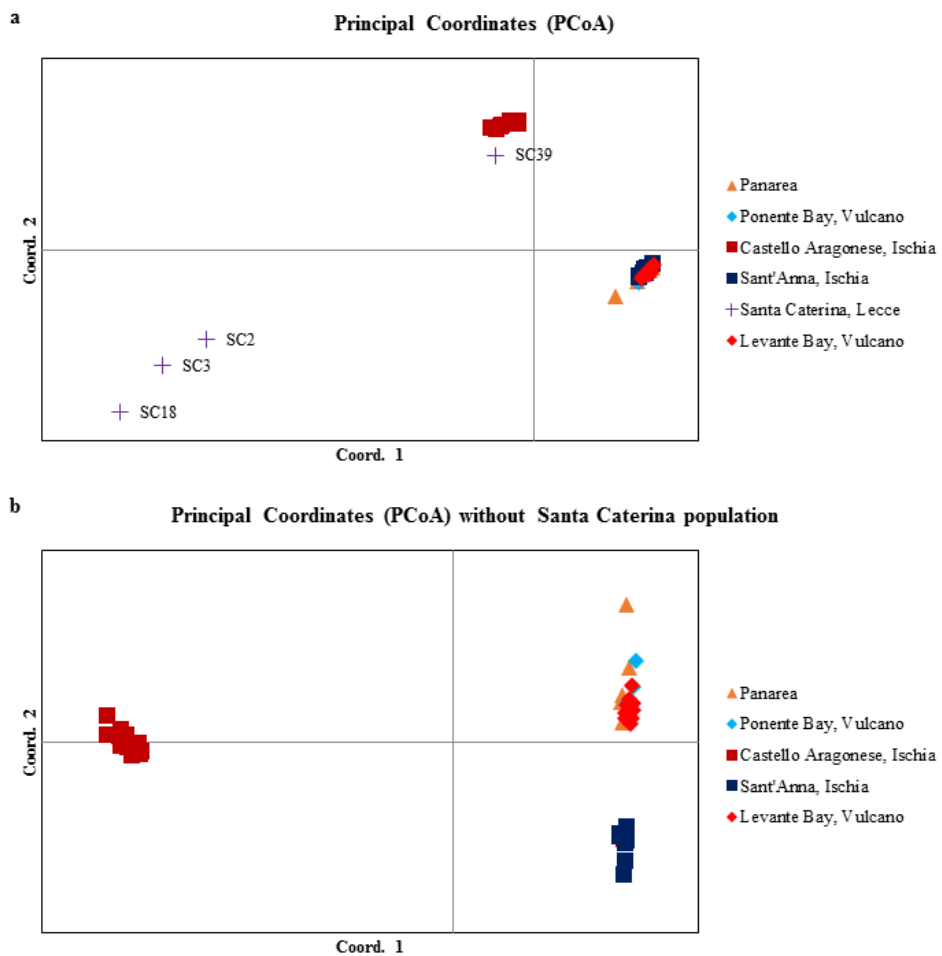 a
Principal Coordinates (PCoA)
Coord. 2
SC39
SC2
SC3
SC18
Coord. 1
Panarea
Ponente Bay, Vulcano
Castello Aragonese, Ischia
Sant'Anna, Ischia
Santa Caterina, Lecce
Levante Bay, Vulcano
b
Principal Coordinates (PCoA) without Santa Caterina population
Coord. 2
Coord. 1
Panarea
Ponente Bay, Vulcano
Castello Aragonese, Ischia
Sant'Anna, Ischia
Levante Bay, Vulcano